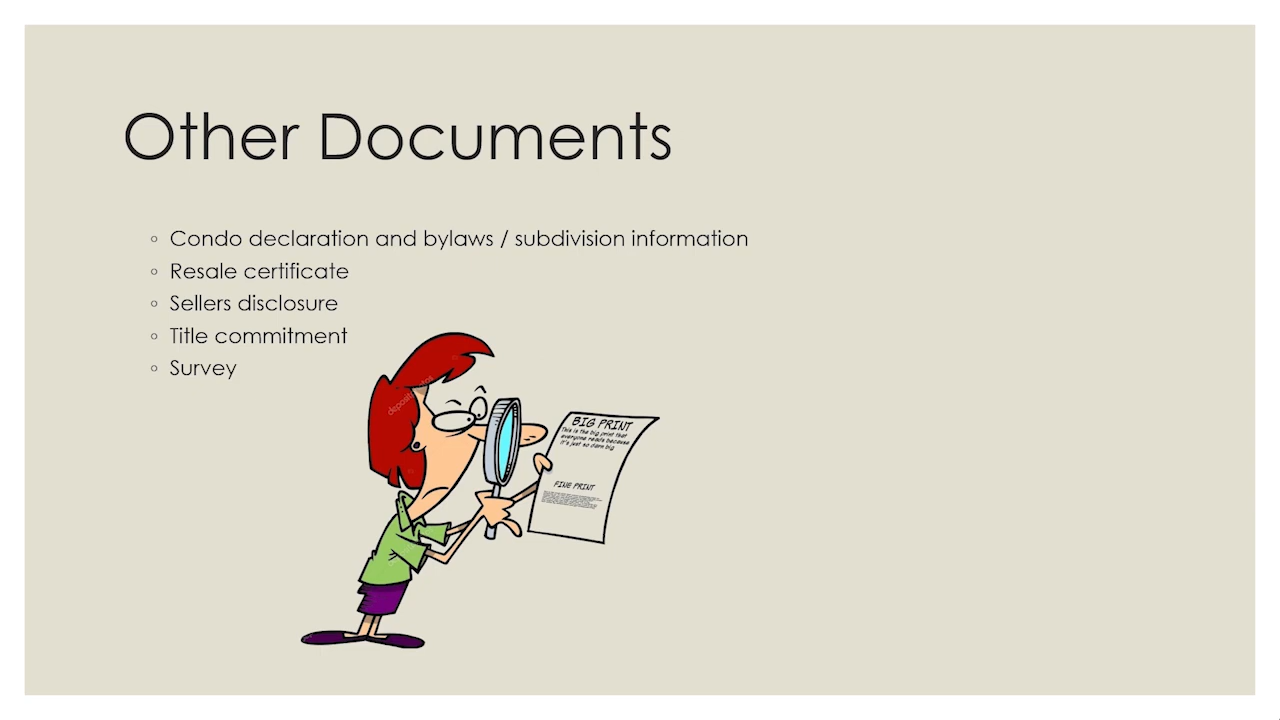 Other Documents
Condo declaration and bylaws / subdivision information
Resale certificate
Sellers disclosure
Title commitment
Survey
BIG PRINT
This is the big print that
everyone reads because
it's just so darn big
FINE PRINT